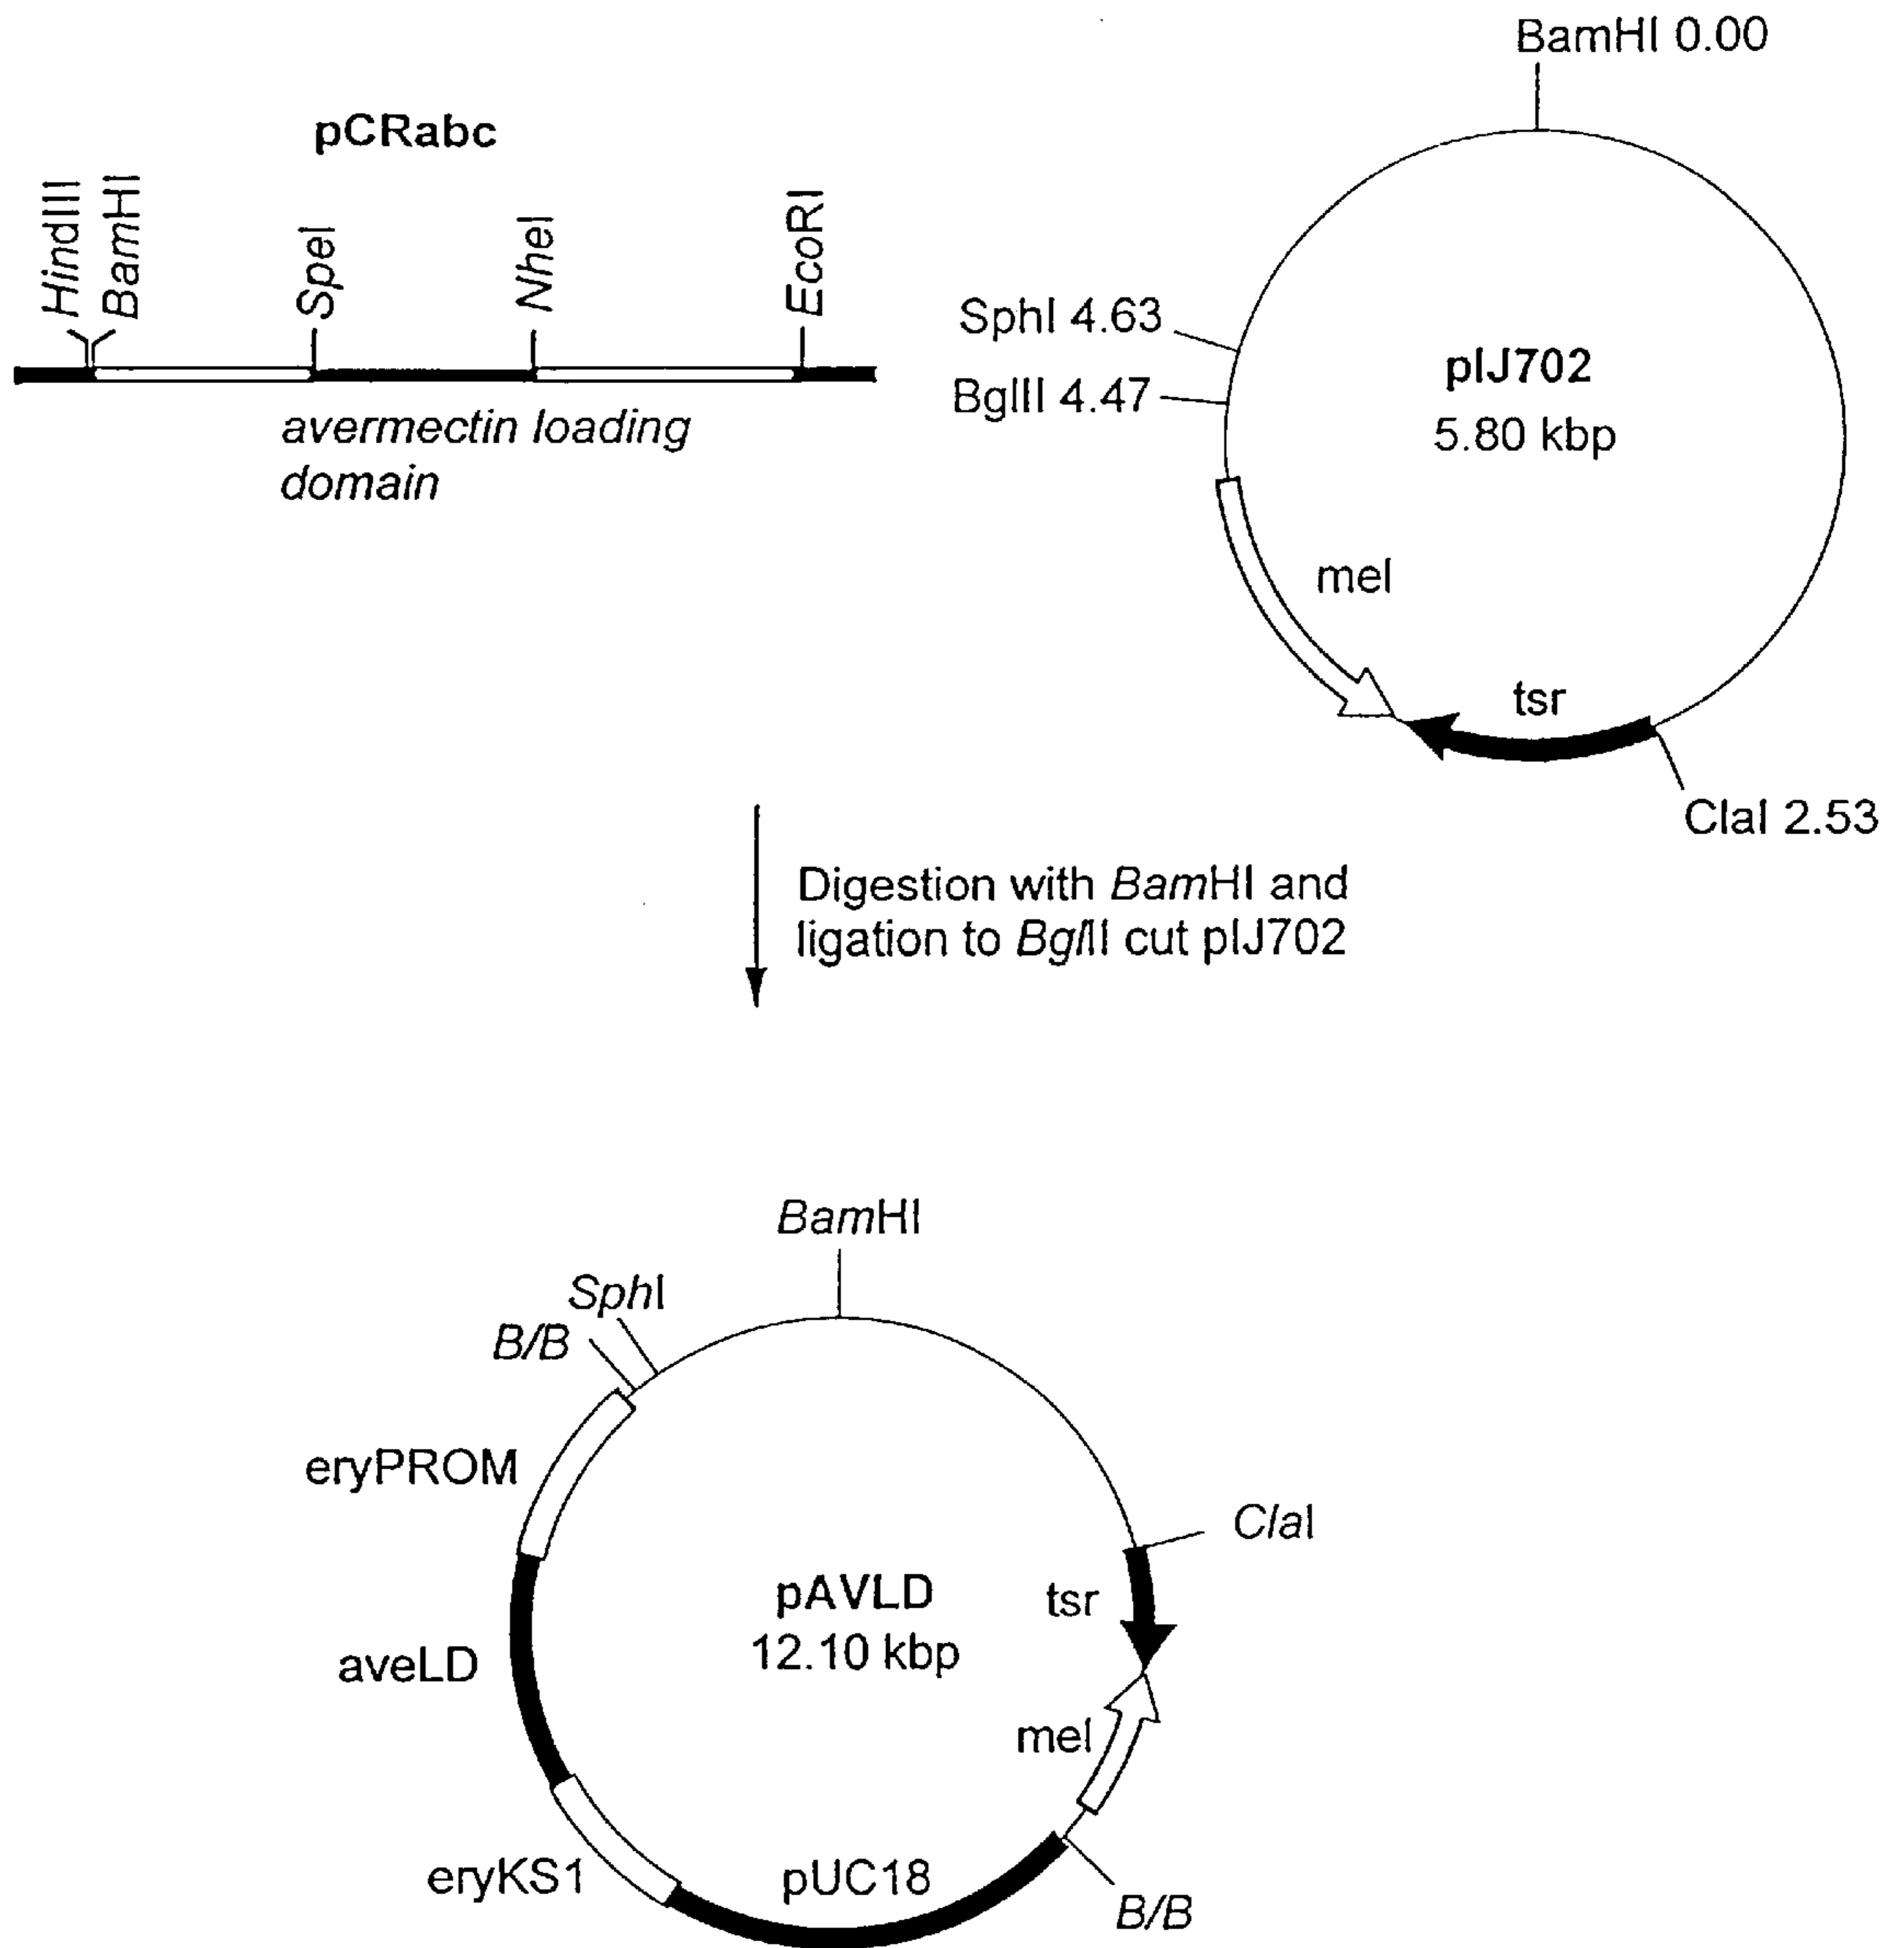 pCRabc
HindIII
BamHI
SpeI
NheI
EcoRI
avermectin loading
domain
BamHI 0.00
SphI 4.63
BglII 4.47
pIJ702
5.80 kbp
mel
tsr
ClaI 2.53
Digestion with BamHI and
ligation to BglII cut pIJ702
BamHI
SphI
B/B
eryPROM
ClaI
tsr
pAVLD
12.10 kbp
aveLD
mel
eryKS1
pUC18
B/B